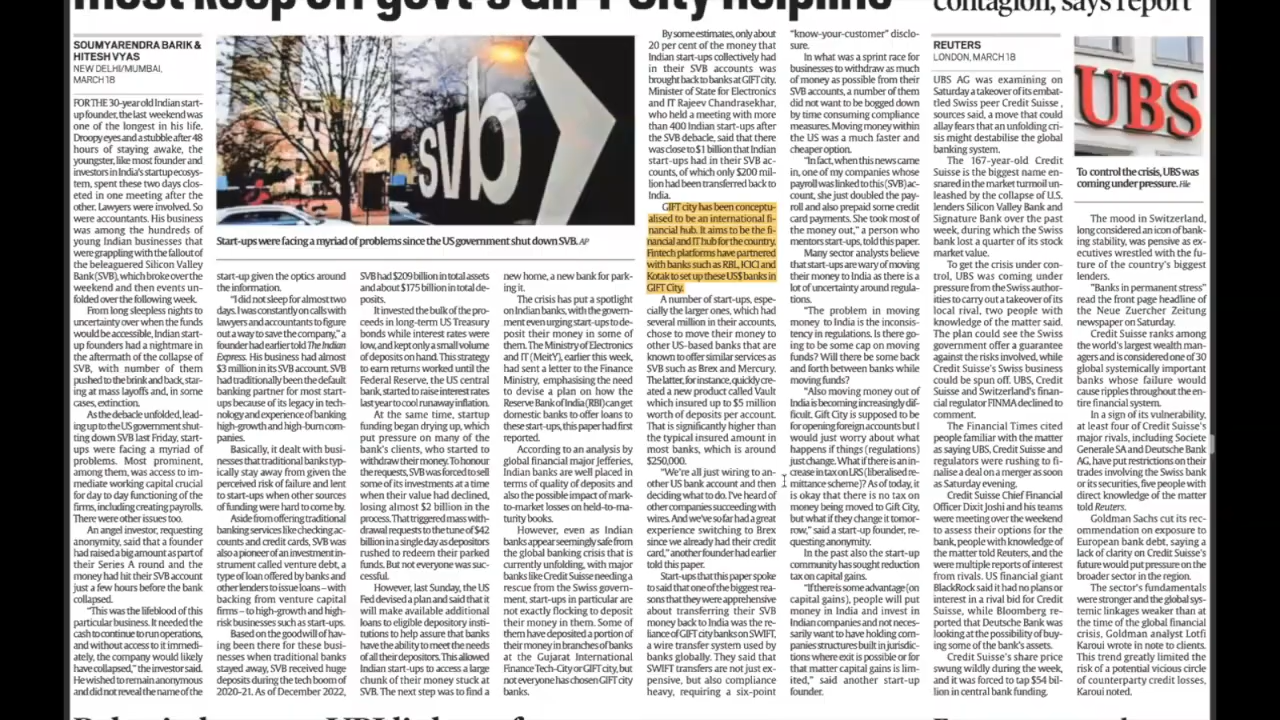 most keep off govt's GIFT City helpline
SOUMYARENDRA BARIK &
HITESH VYAS
NEW DELHI/MUMBAI,
MARCH 18
FOR THE 30-year old Indian start-
up founder, the last weekend was
one of the longest in his life.
Droopy eyes and a stubble after 48
hours of staying awake, the
youngster, like most founder and
investors in India's startup ecosys-
tem, spent these two days clos-
eted in one meeting after the
other. Lawyers were involved. So
were accountants. His business
was among the hundreds of
young Indian businesses that
were grappling with the fallout of
the beleaguered Silicon Valley
Bank (SVB), which broke over the
weekend and then events un-
folded over the following week.
From long sleepless nights to
uncertainty over when the funds
would be accessible, Indian start-
up founders had a nightmare in
the aftermath of the collapse of
SVB, with number of them
pushed to the brink and back, star-
ing at mass layoffs and, in some
cases, extinction.
As the debacle unfolded, lead-
ing up to the US government shut-
ting down SVB last Friday, start-
ups were facing a myriad of
problems. Most prominent,
among them, was access to im-
mediate working capital crucial
for day to day functioning of the
firms, including creating payrolls.
There were other issues too.
An angel investor, requesting
anonymity, said that a founder
had raised a big amount as part of
their Series A round and the
money had hit their SVB account
just a few hours before the bank
collapsed.
"This was the lifeblood of this
particular business. It needed the
cash to continue to run operations,
and without access to it immedi-
ately, the company would likely
have collapsed," the investor said.
He wished to remain anonymous
and did not reveal the name of the
svb
Start-ups were facing a myriad of problems since the US government shut down SVB. AP
start-up given the optics around
the information.
"I did not sleep for almost two
days. I was constantly on calls with
lawyers and accountants to figure
out a way to save the company," a
founder had earlier told The Indian
Express. His business had almost
$3 million in its SVB account. SVB
had traditionally been the default
banking partner for most start-
ups because of its legacy in tech-
nology and experience of banking
high-growth and high-burn com-
panies.
Basically, it dealt with busi-
nesses that traditional banks typ-
ically stay away from given the
perceived risk of failure and lent
to start-ups when other sources
of funding were hard to come by.
Aside from offering traditional
banking services like checking ac-
counts and credit cards, SVB was
also a pioneer of an investment in-
strument called venture debt, a
type of loan offered by banks and
other lenders to issue loans – with
backing from venture capital
firms – to high-growth and high-
risk businesses such as start-ups.
Based on the goodwill of hav-
ing been there for these busi-
nesses when traditional banks
stayed away, SVB received huge
deposits during the tech boom of
2020-21. As of December 2022,
SVB had $209 billion in total assets
and about $175 billion in total de-
posits.
It invested the bulk of the pro-
ceeds in long-term US Treasury
bonds while interest rates were
low, and kept only a small volume
of deposits on hand. This strategy
to earn returns worked until the
Federal Reserve, the US central
bank, started to raise interest rates
last year to cool runaway inflation.
At the same time, startup
funding began drying up, which
put pressure on many of the
bank's clients, who started to
withdraw their money. To honour
the requests, SVB was forced to sell
some of its investments at a time
when their value had declined,
losing almost $2 billion in the
process. That triggered mass with-
drawal requests to the tune of $42
billion in a single day as depositors
rushed to redeem their parked
funds. But not everyone was suc-
cessful.
However, last Sunday, the US
Fed devised a plan and said that it
will make available additional
loans to eligible depository insti-
tutions to help assure that banks
have the ability to meet the needs
of all their depositors. This allowed
Indian start-ups to access a large
chunk of their money stuck at
SVB. The next step was to find a
new home, a new bank for park-
ing it.
The crisis has put a spotlight
on Indian banks, with the govern-
ment even urging start-ups to de-
posit their money in some of
them. The Ministry of Electronics
and IT (MeitY), earlier this week,
had sent a letter to the Finance
Ministry, emphasising the need
to devise a plan on how the
Reserve Bank of India (RBI) can get
domestic banks to offer loans to
these start-ups, this paper had first
reported.
According to an analysis by
global financial major Jefferies,
Indian banks are well placed in
terms of quality of deposits and
also the possible impact of mark-
to-market losses on held-to-ma-
turity books.
However, even as Indian
banks appear seemingly safe from
the global banking crisis that is
currently unfolding, with major
banks like Credit Suisse needing a
rescue from the Swiss govern-
ment, start-ups in particular are
not exactly flocking to deposit
their money in them. Some of
them have deposited a portion of
their money in branches of banks
at the Gujarat International
Finance Tech-City or GIFT city, but
not everyone has chosen GIFT city
banks.
By some estimates, only about
20 per cent of the money that
Indian start-ups collectively had
in their SVB accounts was
brought back to banks at GIFT city.
Minister of State for Electronics
and IT Rajeev Chandrasekhar,
who held a meeting with more
than 400 Indian start-ups after
the SVB debacle, said that there
was close to $1 billion that Indian
start-ups had in their SVB ac-
counts, of which only $200 mil-
lion had been transferred back to
India.
GIFT city has been conceptu-
alised to be an international fi-
nancial hub. It aims to be the fi-
nancial and IT hub for the country.
Fintech platforms have partnered
with banks such as RBL, ICICI and
Kotak to set up these US$ banks in
GIFT City.
A number of start-ups, espe-
cially the larger ones, which had
several million in their accounts,
chose to move their money to
other US-based banks that are
known to offer similar services as
SVB such as Brex and Mercury.
The latter, for instance, quickly cre-
ated a new product called Vault
which insured up to $5 million
worth of deposits per account.
That is significantly higher than
the typical insured amount in
most banks, which is around
$250,000.
"We're all just wiring to an-
other US bank account and then
deciding what to do. I've heard of
other companies succeeding with
wires. And we've so far had a great
experience switching to Brex
since we already had their credit
card," another founder had earlier
told this paper.
Start-ups that this paper spoke
to said that one of the biggest rea-
sons that they were apprehensive
about transferring their SVB
money back to India was the re-
liance of GIFT city banks on SWIFT,
a wire transfer system used by
banks globally. They said that
SWIFT transfers are not just ex-
pensive, but also compliance
heavy, requiring a six-point
"know-your-customer" disclo-
sure.
In what was a sprint race for
businesses to withdraw as much
of money as possible from their
SVB accounts, a number of them
did not want to be bogged down
by time consuming compliance
measures. Moving money within
the US was a much faster and
cheaper option.
"In fact, when this news came
in, one of my companies whose
payroll was linked to this (SVB) ac-
count, she just doubled the pay-
roll and also prepaid some credit
card payments. She took most of
the money out," a person who
mentors start-ups, told this paper.
Many sector analysts believe
that start-ups are wary of moving
their money to India as there is a
lot of uncertainty around regula-
tions.
"The problem in moving
money to India is the inconsis-
tency in regulations. Is there go-
ing to be some cap on moving
funds? Will there be some back
and forth between banks while
moving funds?
"Also moving money out of
India is becoming increasingly dif-
ficult. Gift City is supposed to be
for opening foreign accounts but I
would just worry about what
happens if things (regulations)
just change. What if there is an in-
crease in tax on LRS (liberalised re-
mittance scheme)? As of today, it
is okay that there is no tax on
money being moved to Gift City,
but what if they change it tomor-
row," said a start-up founder, re-
questing anonymity.
In the past also the start-up
community has sought reduction
tax on capital gains.
"If there is some advantage (on
capital gains), people will put
money in India and invest in
Indian companies and not neces-
sarily want to have holding com-
panies structures built in jurisdic-
tions where exit is possible or for
that matter capital gains is lim-
ited," said another start-up
founder.
contagion, says report
REUTERS
LONDON, MARCH 18
UBS AG was examining on
Saturday a takeover of its embat-
tled Swiss peer Credit Suisse ,
sources said, a move that could
allay fears that an unfolding cri-
sis might destabilise the global
banking system.
The 167-year-old Credit
Suisse is the biggest name en-
snared in the market turmoil un-
leashed by the collapse of U.S.
lenders Silicon Valley Bank and
Signature Bank over the past
week, during which the Swiss
bank lost a quarter of its stock
market value.
To get the crisis under con-
trol, UBS was coming under
pressure from the Swiss author-
ities to carry out a takeover of its
local rival, two people with
knowledge of the matter said.
The plan could see the Swiss
government offer a guarantee
against the risks involved, while
Credit Suisse's Swiss business
could be spun off. UBS, Credit
Suisse and Switzerland's finan-
cial regulator FINMA declined to
comment.
The Financial Times cited
people familiar with the matter
as saying UBS, Credit Suisse and
regulators were rushing to fi-
nalise a deal on a merger as soon
as Saturday evening.
Credit Suisse Chief Financial
Officer Dixit Joshi and his teams
were meeting over the weekend
to assess their options for the
bank, people with knowledge of
the matter told Reuters, and there
were multiple reports of interest
from rivals. US financial giant
BlackRock said it had no plans or
interest in a rival bid for Credit
Suisse, while Bloomberg re-
ported that Deutsche Bank was
looking at the possibility of buy-
ing some of the bank's assets.
Credit Suisse's share price
swung wildly during the week,
and it was forced to tap $54 bil-
lion in central bank funding.
UBS
To control the crisis, UBS was
coming under pressure. File
The mood in Switzerland,
long considered an icon of bank-
ing stability, was pensive as ex-
ecutives wrestled with the fu-
ture of the country's biggest
lenders.
"Banks in permanent stress"
read the front page headline of
the Neue Zuercher Zeitung
newspaper on Saturday.
Credit Suisse ranks among
the world's largest wealth man-
agers and is considered one of 30
global systemically important
banks whose failure would
cause ripples throughout the en-
tire financial system.
In a sign of its vulnerability,
at least four of Credit Suisse's
major rivals, including Societe
Generale SA and Deutsche Bank
AG, have put restrictions on their
trades involving the Swiss bank
or its securities, five people with
direct knowledge of the matter
told Reuters.
Goldman Sachs cut its rec-
ommendation on exposure to
European bank debt, saying a
lack of clarity on Credit Suisse's
future would put pressure on the
broader sector in the region.
The sector's fundamentals
were stronger and the global sys-
temic linkages weaker than at
the time of the global financial
crisis, Goldman analyst Lotfi
Karoui wrote in note to clients.
This trend greatly limited the
risk of a potential vicious circle
of counterparty credit losses,
Karoui noted.